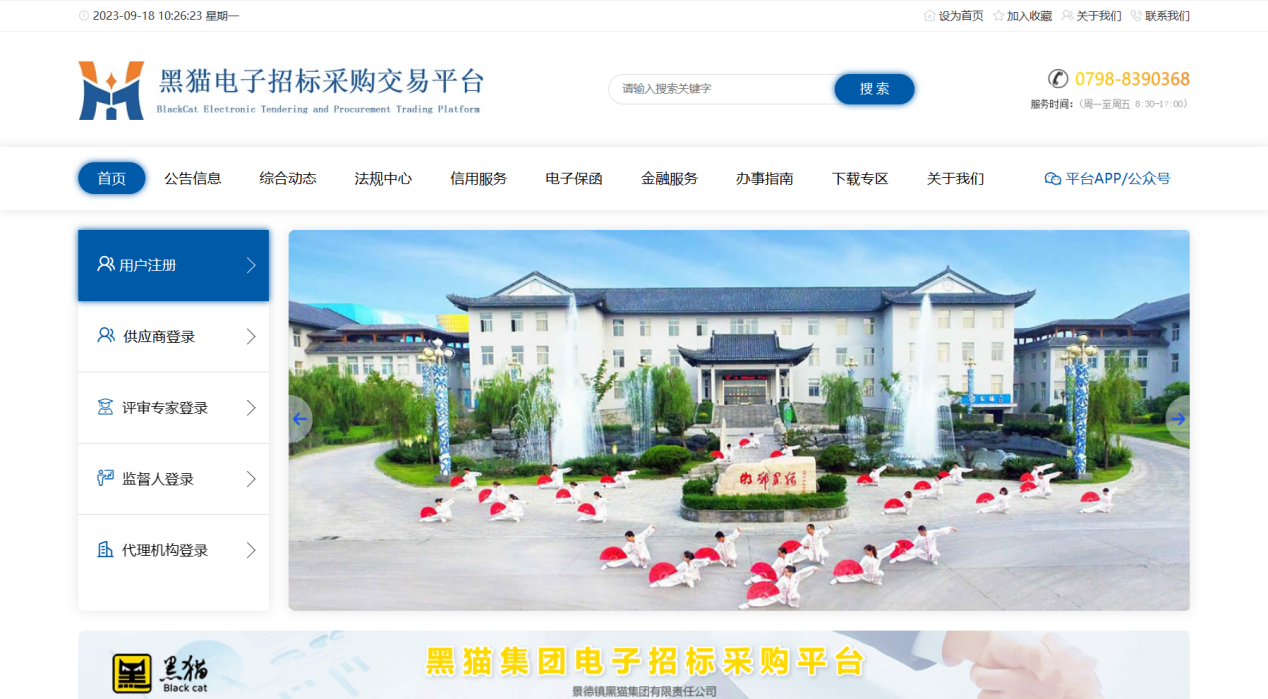 2023-09-18 10:26:23 星期一
设为首页 加入收藏 关于我们 联系我们
黑猫电子招标采购交易平台
BlackCat Electronic Tendering and Procurement Trading Platform
请输入搜索关键字
搜 索
0798-8390368
服务时间：（周一至周五 8:30-17:00）
首页 公告信息 综合动态 法规中心 信用服务 电子保函 金融服务 办事指南 下载专区 关于我们 平台APP/公众号
用户注册
供应商登录
评审专家登录
监督人登录
代理机构登录
邯郸黑猫
黑猫
Black cat
黑猫集团电子招标采购平台
景德镇黑猫集团有限责任公司